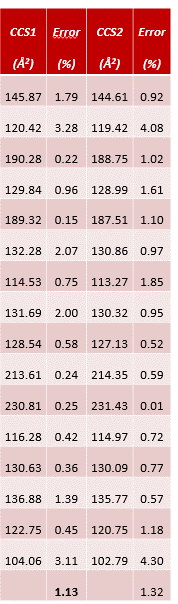 CCS1 Error CCS2 Error
(Å²) (%) (Å²) (%)
145.87 1.79 144.61 0.92
120.42 3.28 119.42 4.08
190.28 0.22 188.75 1.02
129.84 0.96 128.99 1.61
189.32 0.15 187.51 1.10
132.28 2.07 130.86 0.97
114.53 0.75 113.27 1.85
131.69 2.00 130.32 0.95
128.54 0.58 127.13 0.52
213.61 0.24 214.35 0.59
230.81 0.25 231.43 0.01
116.28 0.42 114.97 0.72
130.63 0.36 130.09 0.77
136.88 1.39 135.77 0.57
122.75 0.45 120.75 1.18
104.06 3.11 102.79 4.30
1.13 1.32